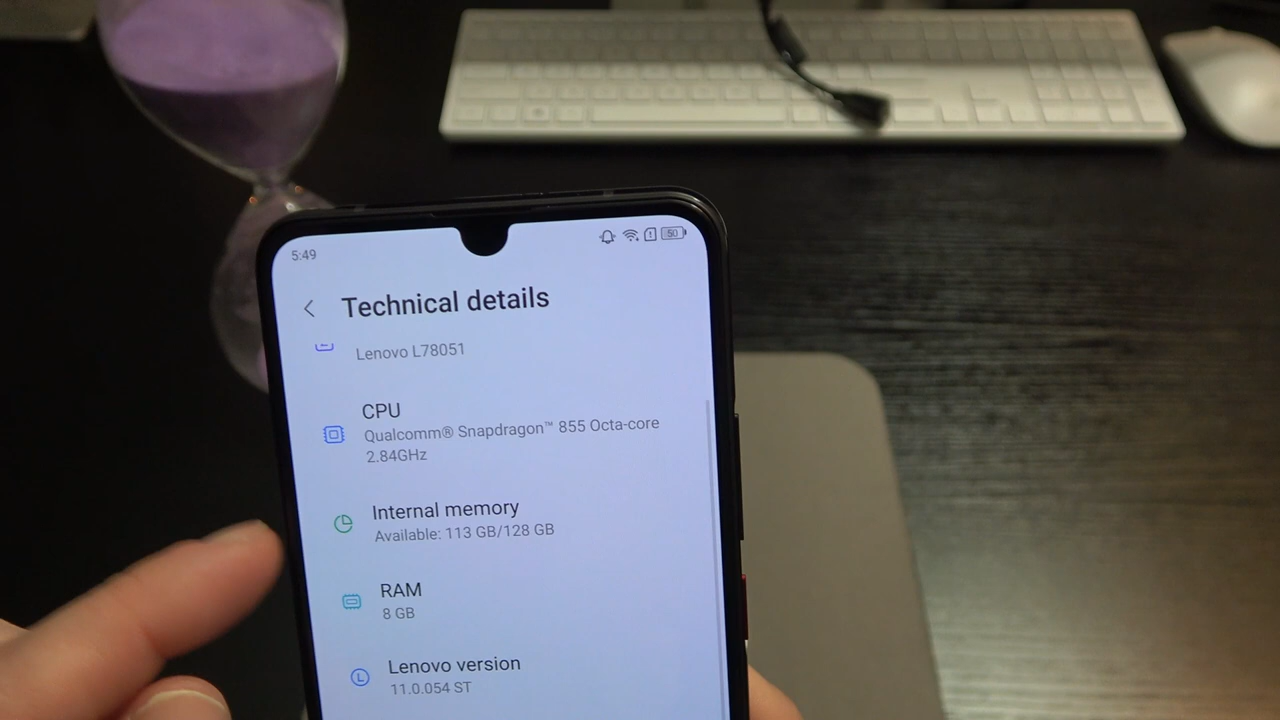 5:49
50
Technical details
Lenovo L78051
CPU
Qualcomm® Snapdragon™ 855 Octa-core
2.84GHz
Internal memory
Available: 113 GB/128 GB
RAM
8 GB
Lenovo version
11.0.054 ST